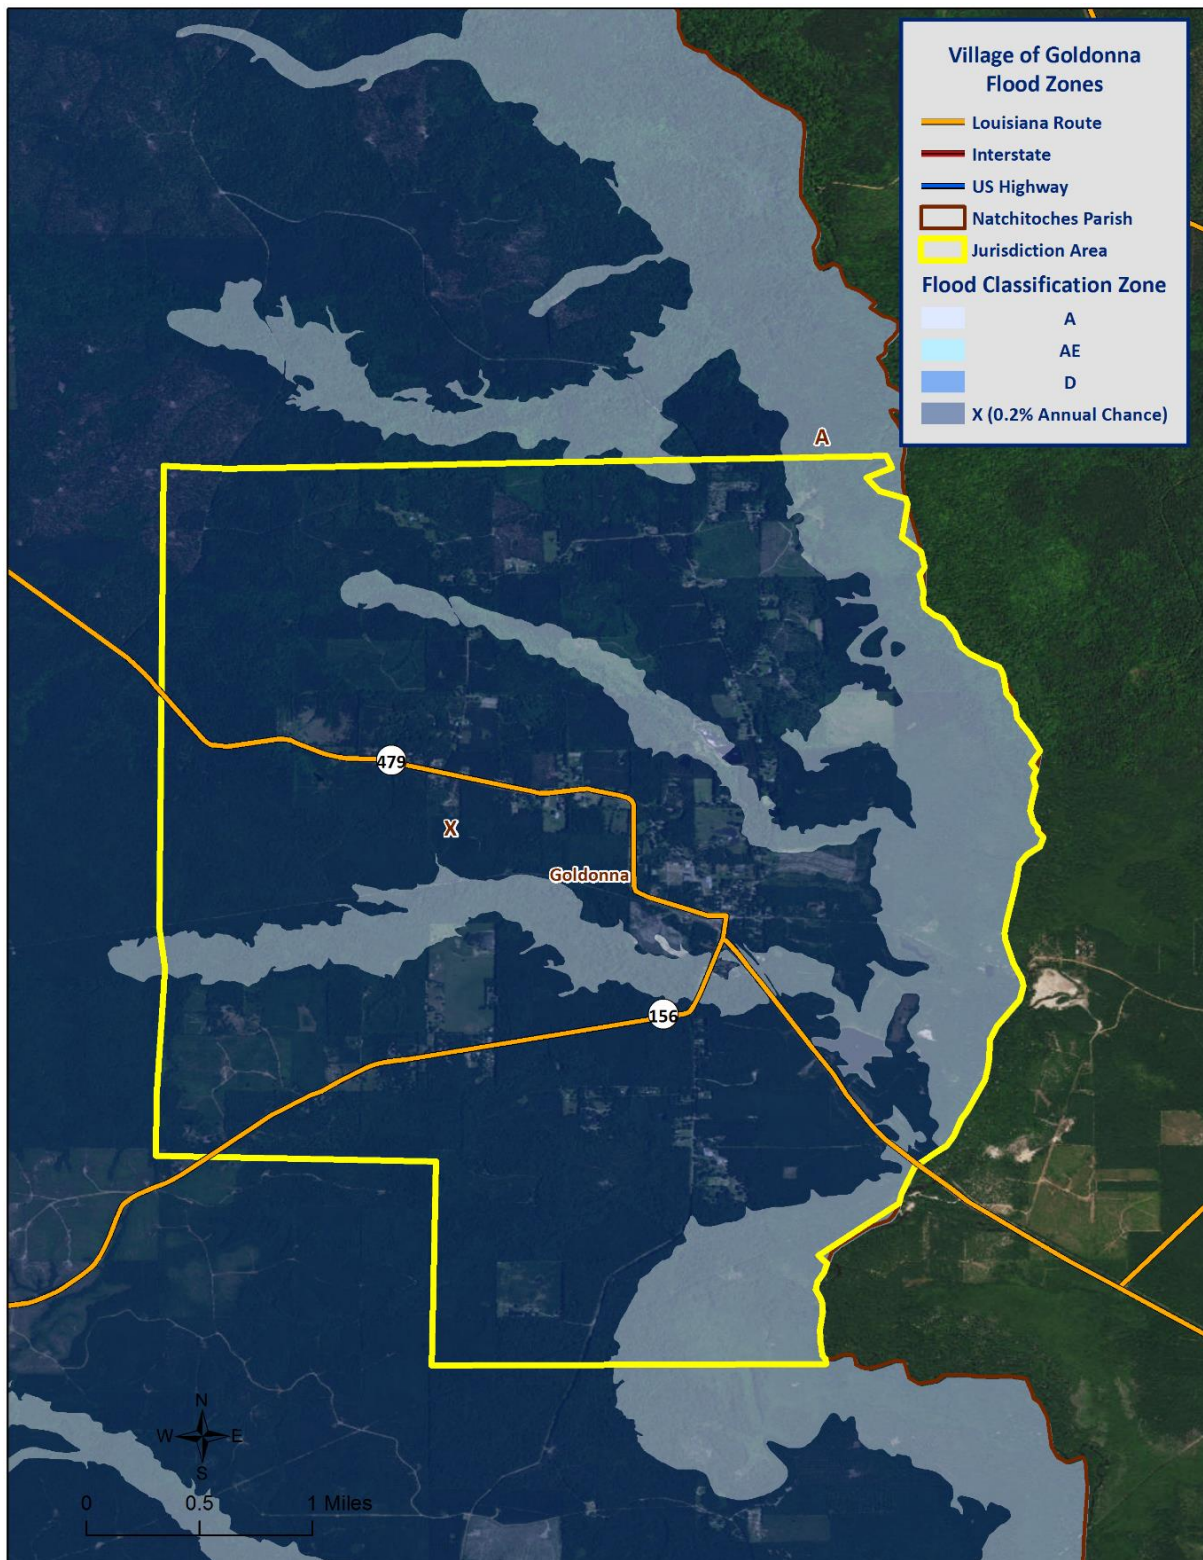 Village of Goldonna
Flood Zones
Louisiana Route
Interstate
US Highway
Natchitoches Parish
Jurisdiction Area
Flood Classification Zone
A
AE
D
X (0.2% Annual Chance)
A
479
X
Goldonna
156
N
W E
S
0 0.5 1 Miles